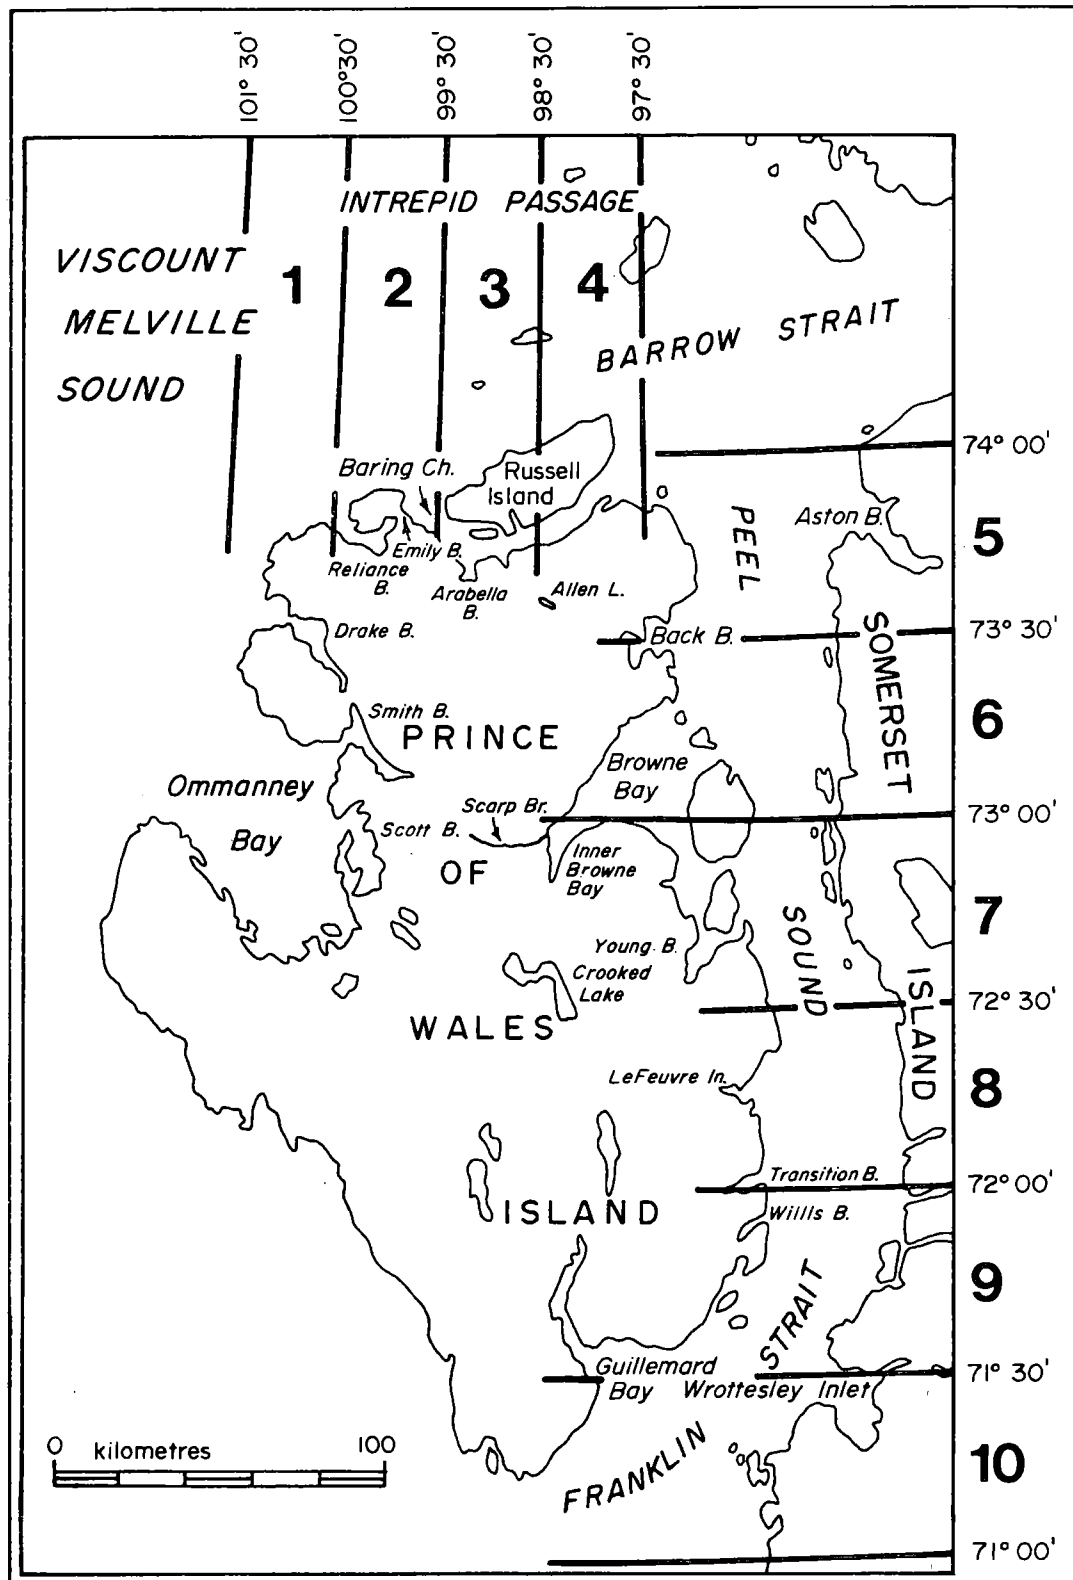 101° 30'
100° 30'
99° 30'
98° 30'
97° 30'
INTREPID PASSAGE
VISCOUNT
MELVILLE
SOUND
1
2
3
4
BARROW STRAIT
74° 00'
Baring Ch.
Russell
Island
PEEL
Aston B.
5
Emily B.
Reliance
B.
Arabella
B.
Allen L.
Drake B.
Back B.
73° 30'
SOMERSET
6
Smith B.
PRINCE
Ommanney
Bay
Browne
Bay
Scarp Br.
73° 00'
Scott B.
OF
Inner
Browne
Bay
7
SOUND
Young B.
Crooked
Lake
72° 30'
WALES
ISLAND
LeFeuvre In.
8
Transition B.
72° 00'
ISLAND
Willis B.
9
STRAIT
Guillemard
Bay
Wrottesley Inlet
71° 30'
0 kilometres 100
FRANKLIN
10
71° 00'